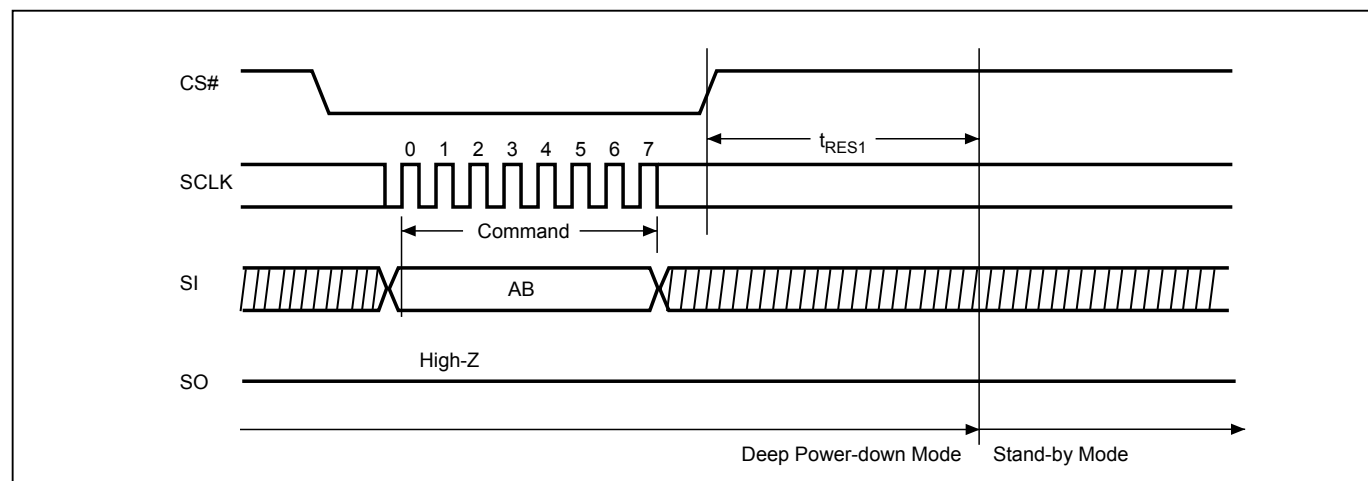 CS#
tRES1
0 1 2 3 4 5 6 7
SCLK
Command
SI
AB
High-Z
SO
Deep Power-down Mode Stand-by Mode